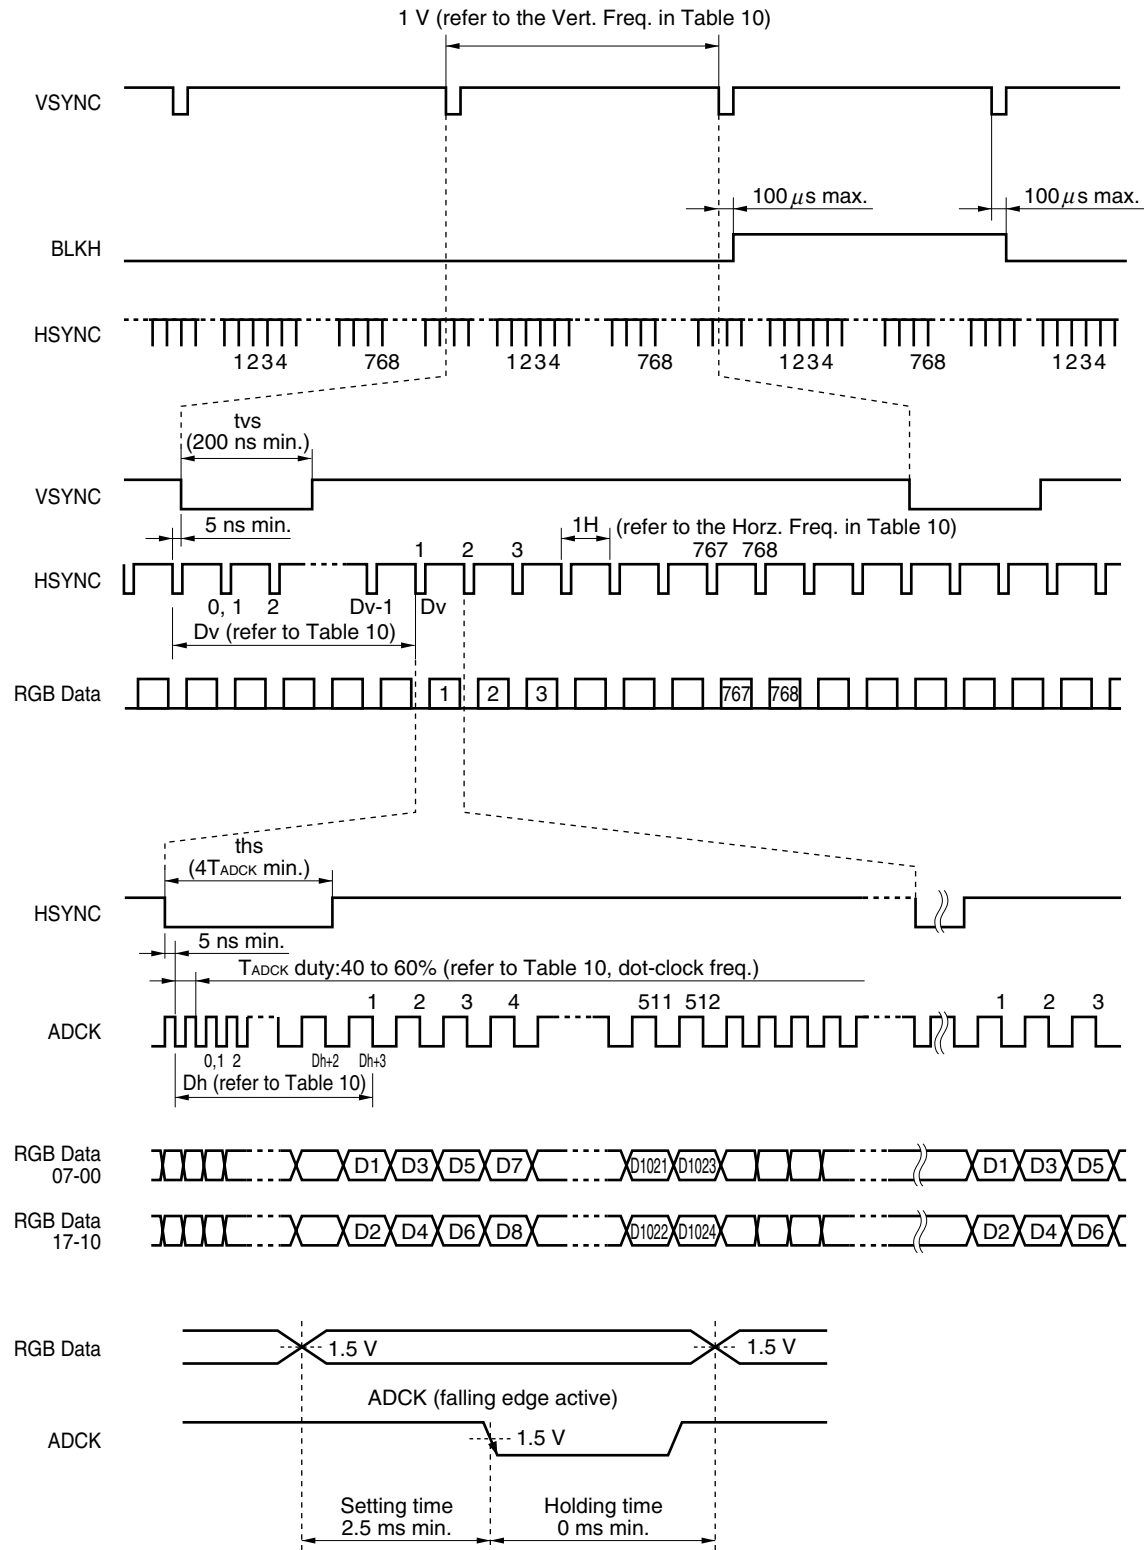 1 V (refer to the Vert. Freq. in Table 10)
VSYNC
100 μs max.
100 μs max.
BLKH
HSYNC
1234
768
1234
768
1234
768
1234
tvs
(200 ns min.)
VSYNC
5 ns min.
1H
(refer to the Horz. Freq. in Table 10)
1
2
3
767
768
HSYNC
0, 1
2
Dv-1
Dv
Dv (refer to Table 10)
RGB Data
1
2
3
767
768
ths
(4TADCK min.)
HSYNC
5 ns min.
TADCK duty:40 to 60% (refer to Table 10, dot-clock freq.)
1
2
3
4
511
512
1
2
3
ADCK
0,1
2
Dh+2
Dh+3
Dh (refer to Table 10)
RGB Data
07-00
D1
D3
D5
D7
D1021
D1023
D1
D3
D5
RGB Data
17-10
D2
D4
D6
D8
D1022
D1024
D2
D4
D6
RGB Data
1.5 V
1.5 V
ADCK (falling edge active)
ADCK
1.5 V
Setting time
2.5 ms min.
Holding time
0 ms min.